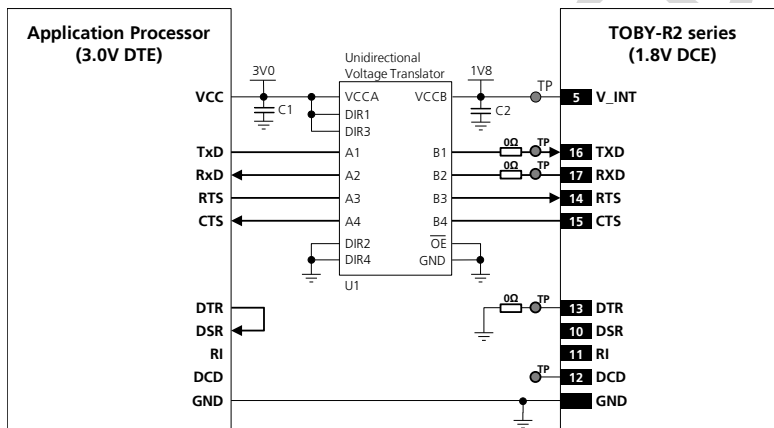 Application Processor
(3.0V DTE)
TOBY-R2 series
(1.8V DCE)
Unidirectional
Voltage Translator
3V0
1V8
TP
VCC
C1
VCCA
VCCB
C2
5
V_INT
DIR1
DIR3
TxD
A1
B1
0Ω
TP
16
TXD
RxD
A2
B2
0Ω
TP
17
RXD
RTS
A3
B3
14
RTS
CTS
A4
B4
15
CTS
DIR2
OE
DIR4
GND
U1
DTR
0Ω
TP
13
DTR
DSR
10
DSR
RI
11
RI
DCD
TP
12
DCD
GND
GND